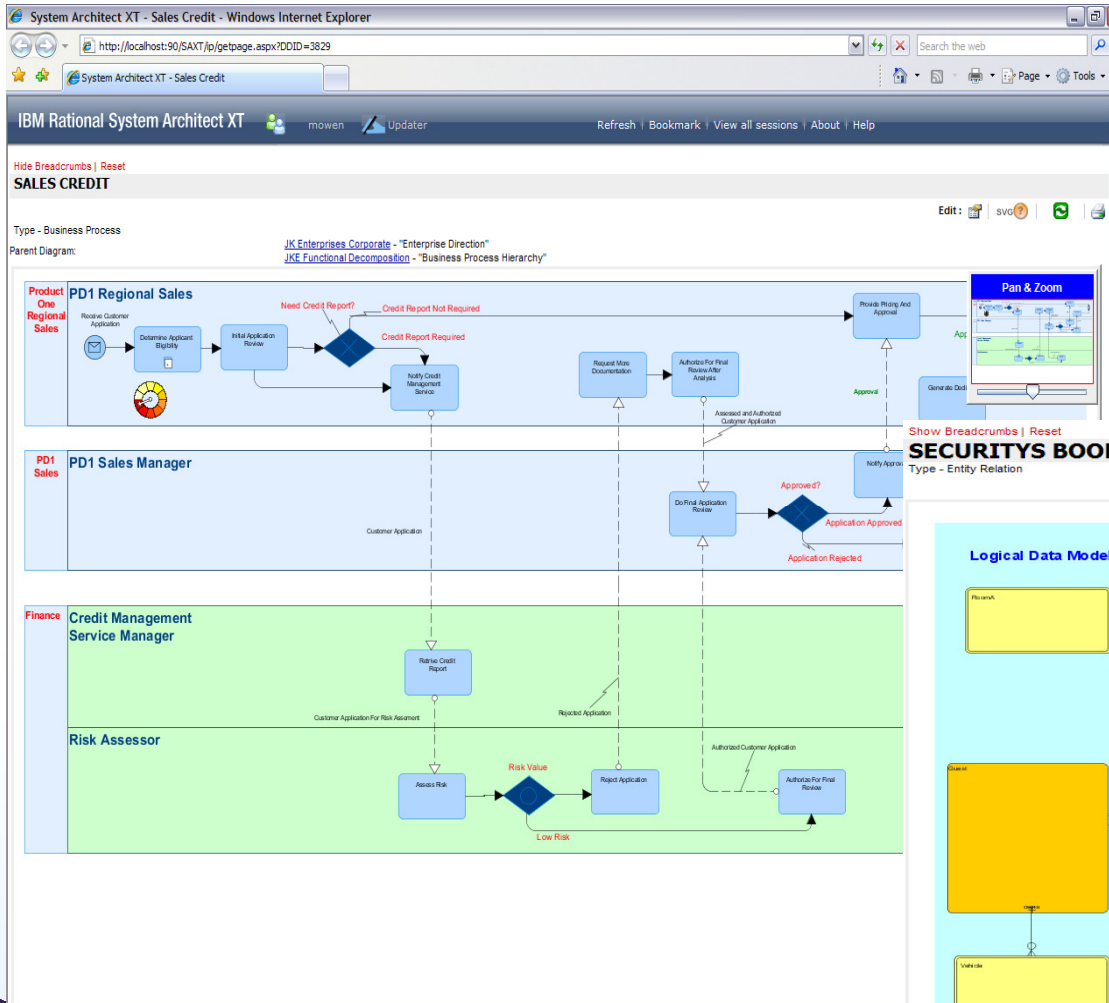 System Architect XT - Sales Credit - Windows Internet Explorer
http://localhost:90/SAXT/ip/getpage.aspx?DDID=3829
Search the web
System Architect XT - Sales Credit
Page
Tools
IBM Rational System Architect XT
mowen
Updater
Refresh | Bookmark | View all sessions | About | Help
Hide Breadcrumbs | Reset
SALES CREDIT
Edit :
SVG
?
Type - Business Process
Parent Diagram:
JK Enterprises Corporate - "Enterprise Direction"
JKE Functional Decomposition - "Business Process Hierarchy"
Pan & Zoom
Product
One
Regional
Sales
PD1 Regional Sales
Receive Customer
Application
Determine Applicant
Eligibility
Initial Application
Review
Need Credit Report?
Credit Report Not Required
Credit Report Required
Notify Credit
Management
Service
Request More
Documentation
Authorize For Final
Review After
Analysis
Assessed and Authorized
Customer Application
Provide Pricing And
Approval
App
Approval
Generate Decli
PD1
Sales
PD1 Sales Manager
Customer Application
Do Final Application
Review
Approved?
Notify Approv
Application Approved
Application Rejected
Finance
Credit Management
Service Manager
Retrive Credit
Report
Customer Application For Risk Assement
Rejected Application
Risk Assessor
Assess Risk
Risk Value
Low Risk
Reject Application
Authorized Customer Application
Authorize For Final
Review
Show Breadcrumbs | Reset
SECURITYS BOOK
Type - Entity Relation
Logical Data Model
RoomA
Guest
Vehicle